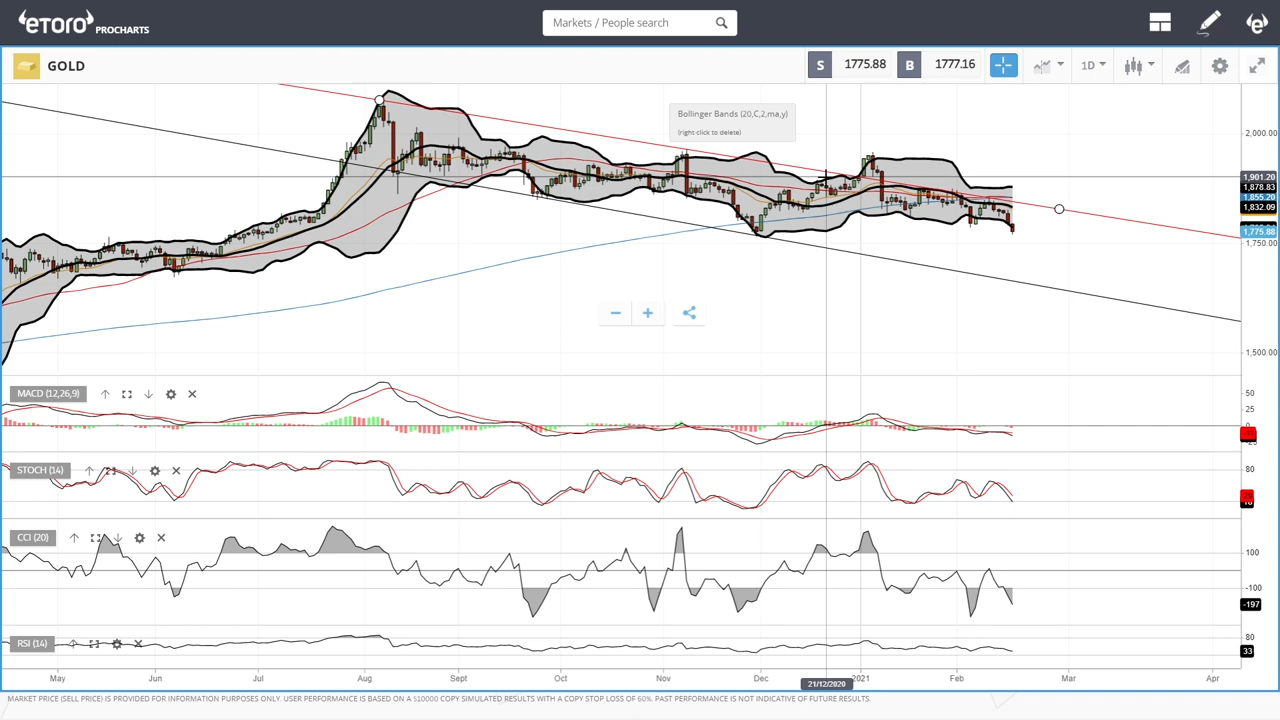 eToro PROCHARTS
Markets / People search
GOLD
S 1775.88 B 1777.16
1D
Bollinger Bands (20,C,2,ma,y)
(right click to delete)
2,000.00
1,901.20
1,878.83
1,855.20
1,832.09
1,775.88
1,750.00
1,500.00
MACD (12,26,9)
50
25
0
STOCH (14)
80
CCI (20)
100
-100
-197
RSI (14)
80
33
May Jun Jul Aug Sept Oct Nov Dec 2021 Feb Mar Apr
21/12/2020
MARKET PRICE (SELL PRICE) IS PROVIDED FOR INFORMATION PURPOSES ONLY. USER PERFORMANCE IS BASED ON A $10000 COPY SIMULATED RESULTS WITH A COPY STOP LOSS OF 60%. PAST PERFORMANCE IS NOT INDICATIVE OF FUTURE RESULTS.